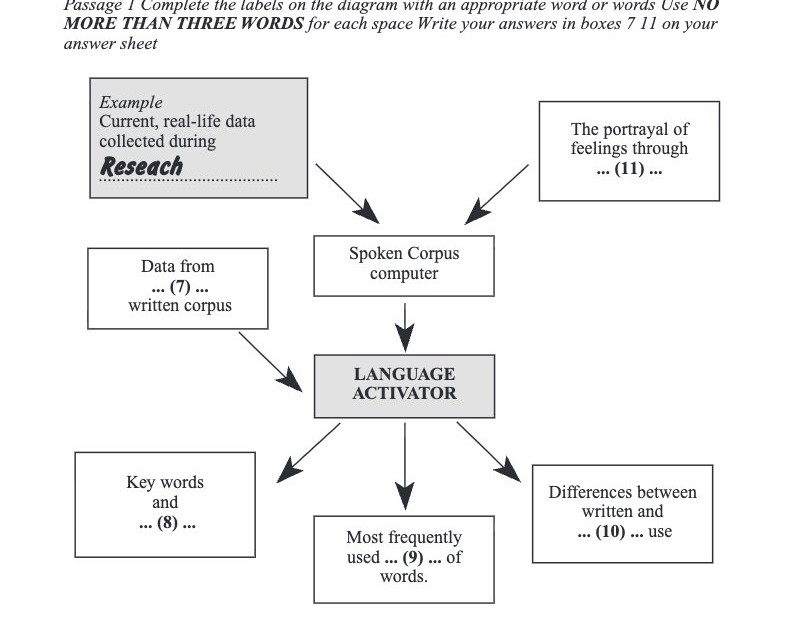 Passage 1 Complete the labels on the diagram with an appropriate word or words Use NO
MORE THAN THREE WORDS for each space Write your answers in boxes 7 11 on your
answer sheet
Example
Current, real-life data
collected during
Reseach
The portrayal of
feelings through
... (11) ...
Spoken Corpus
computer
Data from
... (7) ...
written corpus
LANGUAGE
ACTIVATOR
Key words
and
... (8) ...
Most frequently
used ... (9) ... of
words.
Differences between
written and
... (10) ... use